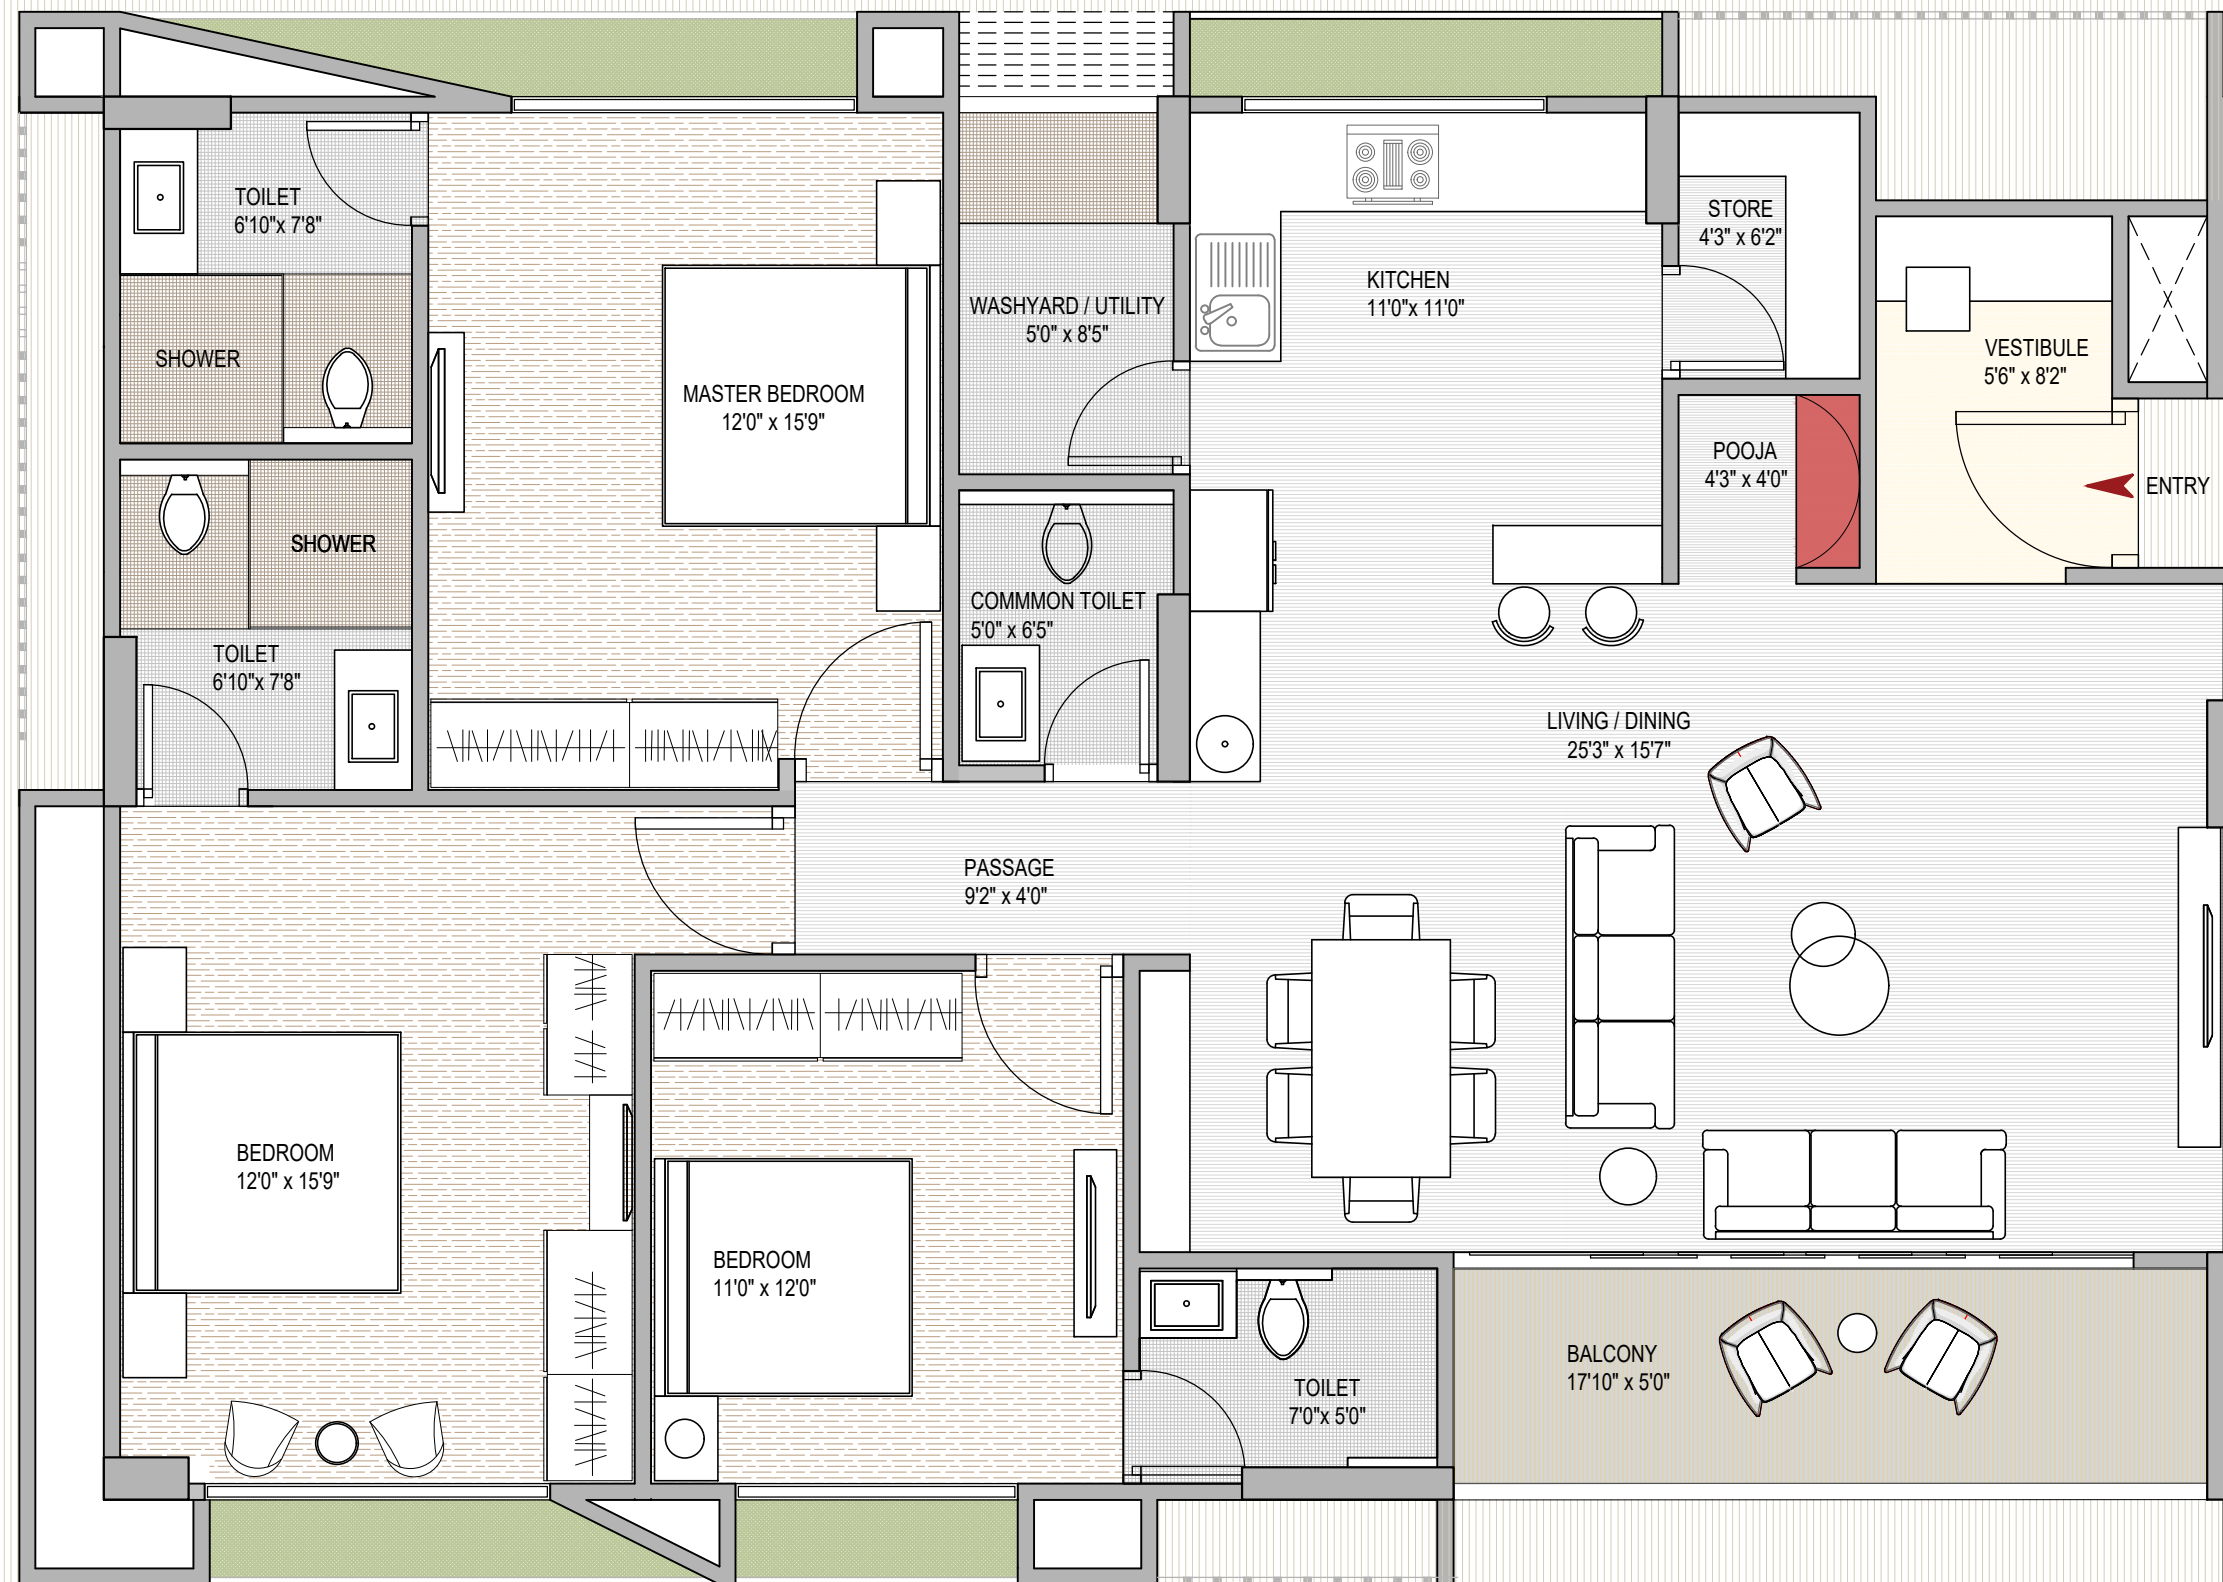 TOILET
6'10"x 7'8"
SHOWER
MASTER BEDROOM
12'0" x 15'9"
WASHYARD / UTILITY
5'0" x 8'5"
KITCHEN
11'0"x 11'0"
STORE
4'3" x 6'2"
VESTIBULE
5'6" x 8'2"
POOJA
4'3" x 4'0"
ENTRY
SHOWER
TOILET
6'10"x 7'8"
COMMMON TOILET
5'0" x 6'5"
LIVING / DINING
25'3" x 15'7"
PASSAGE
9'2" x 4'0"
BEDROOM
12'0" x 15'9"
BEDROOM
11'0" x 12'0"
TOILET
7'0"x 5'0"
BALCONY
17'10" x 5'0"